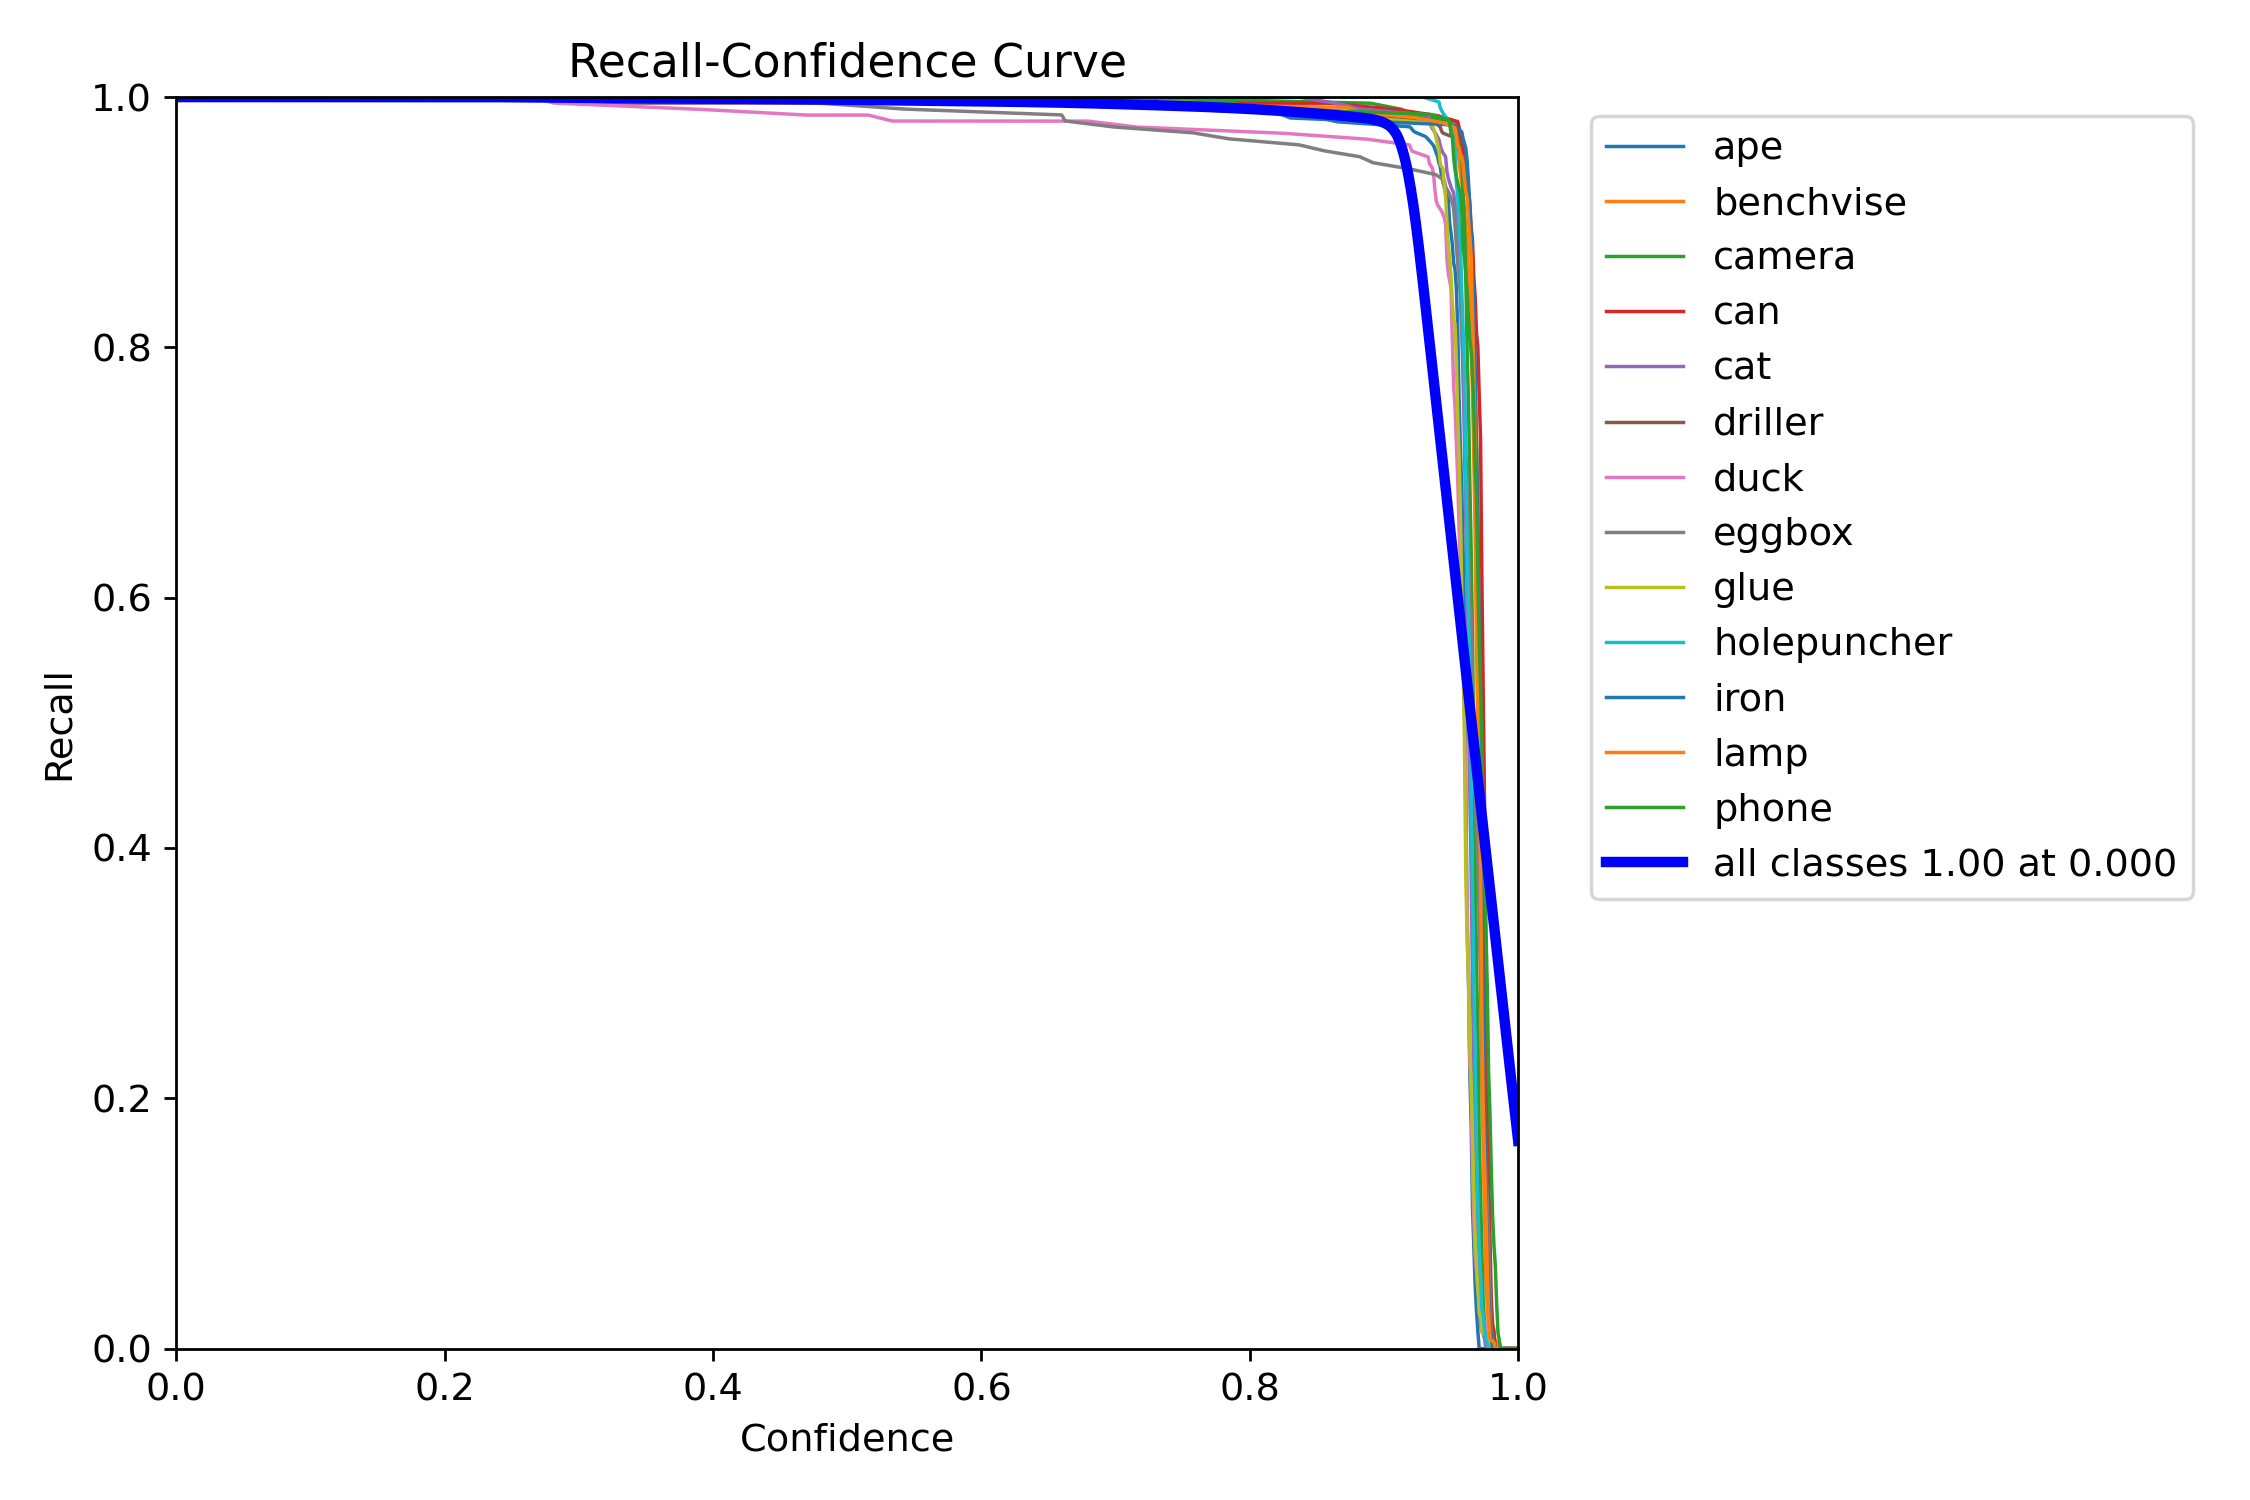 Recall-Confidence Curve
1.0
0.8
0.6
0.4
0.2
0.0
Recall
0.0 0.2 0.4 0.6 0.8 1.0
Confidence
ape
benchvise
camera
can
cat
driller
duck
eggbox
glue
holepuncher
iron
lamp
phone
all classes 1.00 at 0.000